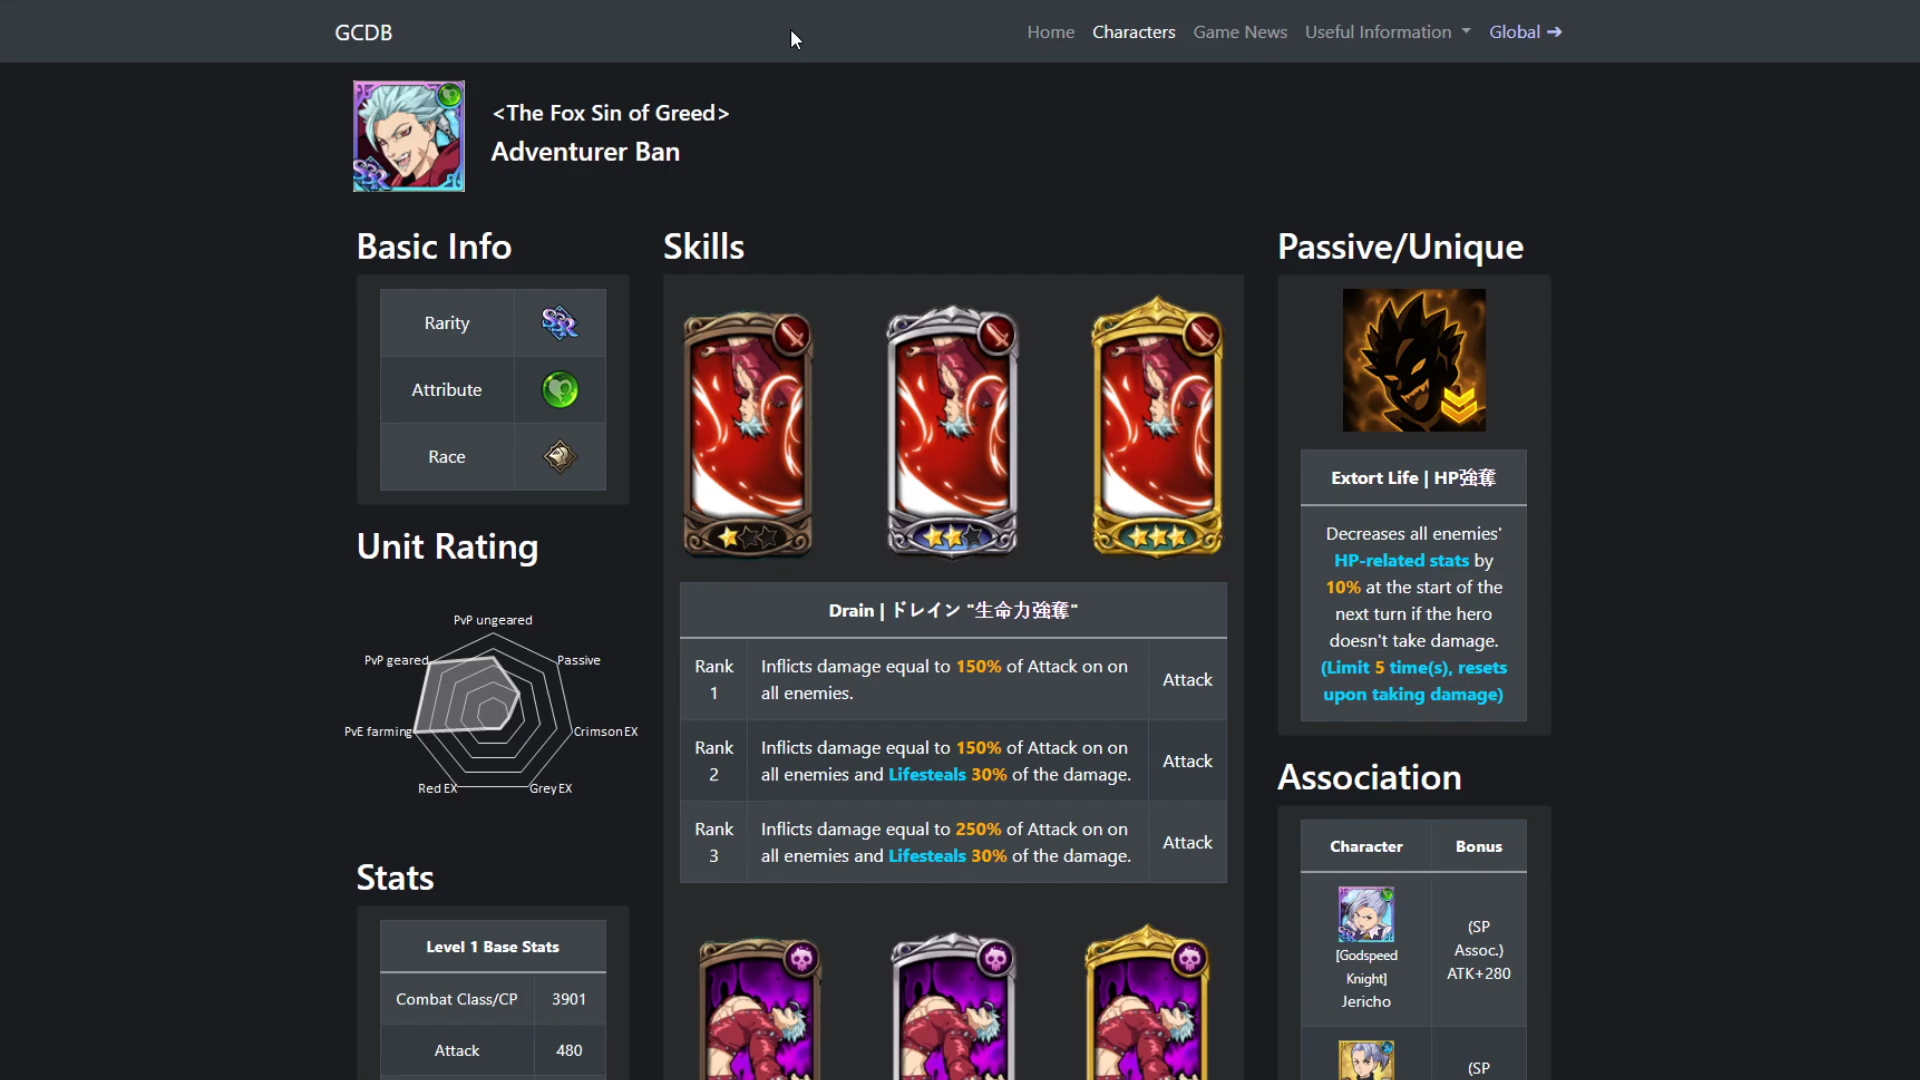 GCDB
Home
Characters
Game News
Useful Information
Global ➔
<The Fox Sin of Greed>
Adventurer Ban
SSR
Basic Info
Rarity
SSR
Attribute
Race
Unit Rating
PvP ungeared
PvP geared
Passive
PvE farming
Crimson EX
Red EX
Grey EX
Stats
Level 1 Base Stats
Combat Class/CP
3901
Attack
480
Skills
Drain | ドレイン "生命力強奪"
Rank
1
Inflicts damage equal to 150% of Attack on on
all enemies.
Attack
Rank
2
Inflicts damage equal to 150% of Attack on on
all enemies and Lifesteals 30% of the damage.
Attack
Rank
3
Inflicts damage equal to 250% of Attack on on
all enemies and Lifesteals 30% of the damage.
Attack
Passive/Unique
Extort Life | HP強奪
Decreases all enemies'
HP-related stats by
10% at the start of the
next turn if the hero
doesn't take damage.
(Limit 5 time(s), resets
upon taking damage)
Association
Character
Bonus
[Godspeed
Knight]
Jericho
(SP
Assoc.)
ATK+280
(SP